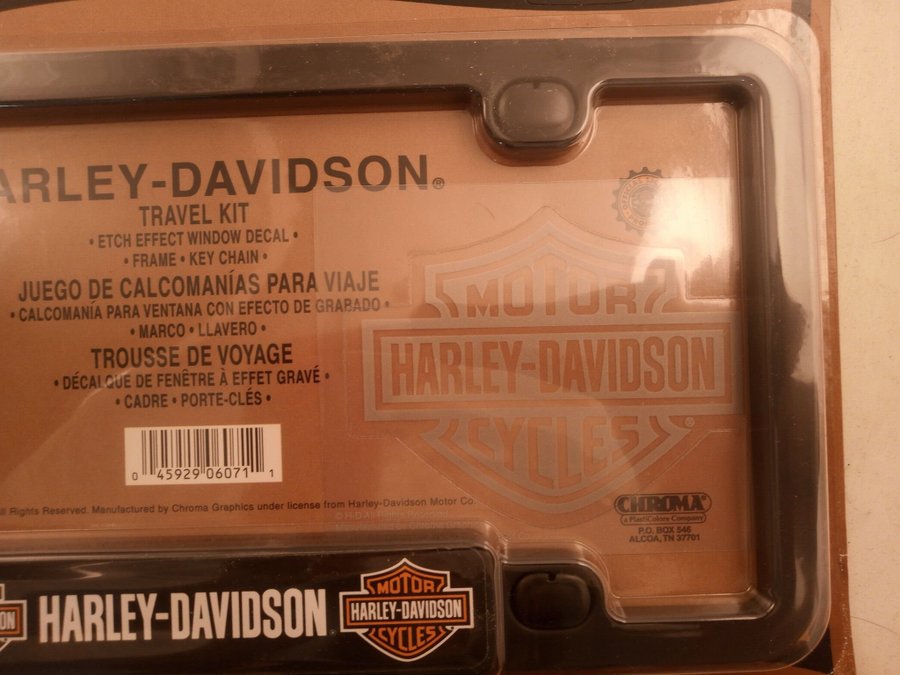 ARLEY-DAVIDSON®
TRAVEL KIT
• ETCH EFFECT WINDOW DECAL •
• FRAME • KEY CHAIN •
JUEGO DE CALCOMANÍAS PARA VIAJE
• CALCOMANÍA PARA VENTANA CON EFECTO DE GRABADO •
• MARCO • LLAVERO •
TROUSSE DE VOYAGE
• DÉCALQUE DE FENÊTRE À EFFET GRAVÉ •
• CADRE • PORTE-CLÉS •
0 45929 06071 1
MOTOR
HARLEY-DAVIDSON
CYCLES®
ll Rights Reserved. Manufactured by Chroma Graphics under license from Harley-Davidson Motor Co.
CHROMA®
a PlastiColor Company
P.O. BOX 546
ALCOA, TN 37701
ON
HARLEY-DAVIDSON
MOTOR
HARLEY-DAVIDSON
CYCLES